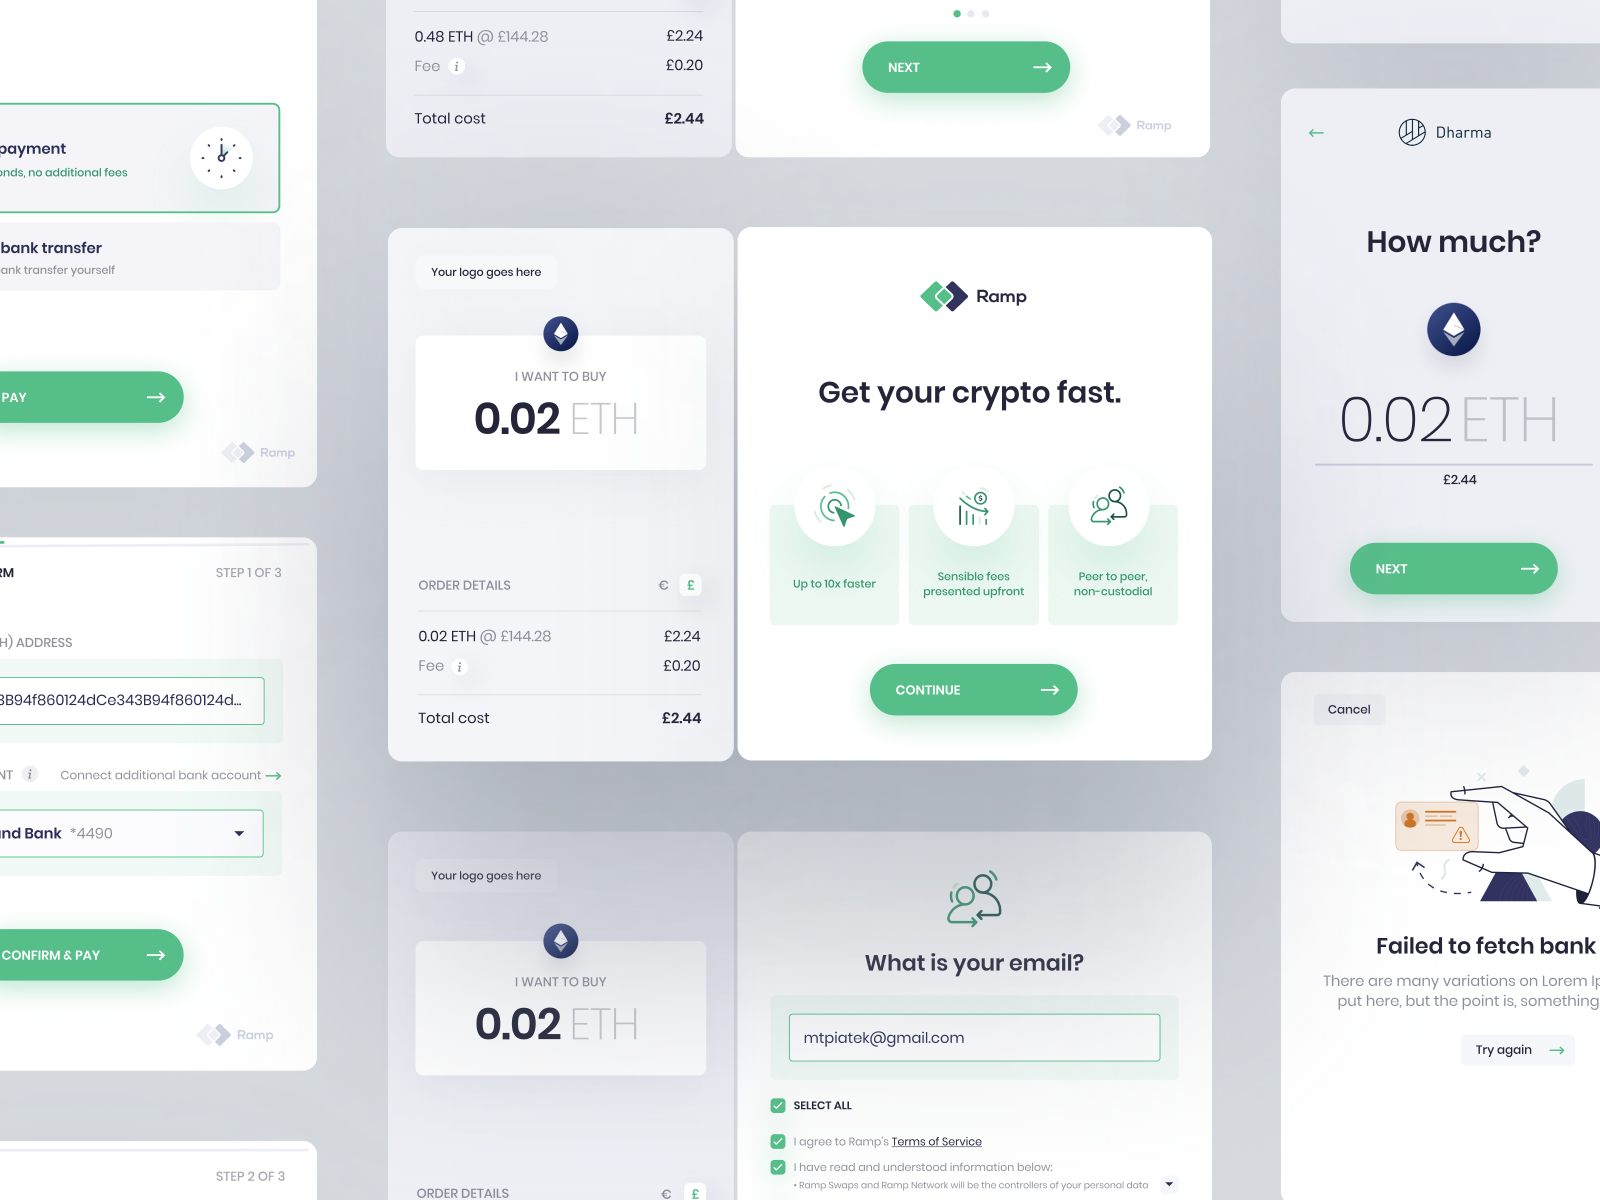 payment
onds, no additional fees
bank transfer
ank transfer yourself
PAY
Ramp
RM
STEP 1 OF 3
H) ADDRESS
3B94f860124dCe343B94f860124d...
NT i Connect additional bank account
und Bank *4490
CONFIRM & PAY
Ramp
STEP 2 OF 3
0.48 ETH @ £144.28 £2.24
Fee i £0.20
Total cost £2.44
NEXT
Ramp
Your logo goes here
I WANT TO BUY
0.02 ETH
ORDER DETAILS € £
0.02 ETH @ £144.28 £2.24
Fee i £0.20
Total cost £2.44
Ramp
Get your crypto fast.
Up to 10x faster
Sensible fees
presented upfront
Peer to peer,
non-custodial
CONTINUE
Your logo goes here
I WANT TO BUY
0.02 ETH
ORDER DETAILS € £
What is your email?
mtpiatek@gmail.com
SELECT ALL
I agree to Ramp's Terms of Service
I have read and understood information below:
• Ramp Swaps and Ramp Network will be the controllers of your personal data
Dharma
How much?
0.02 ETH
£2.44
NEXT
Cancel
Failed to fetch bank
There are many variations on Lorem Ip
put here, but the point is, something
Try again